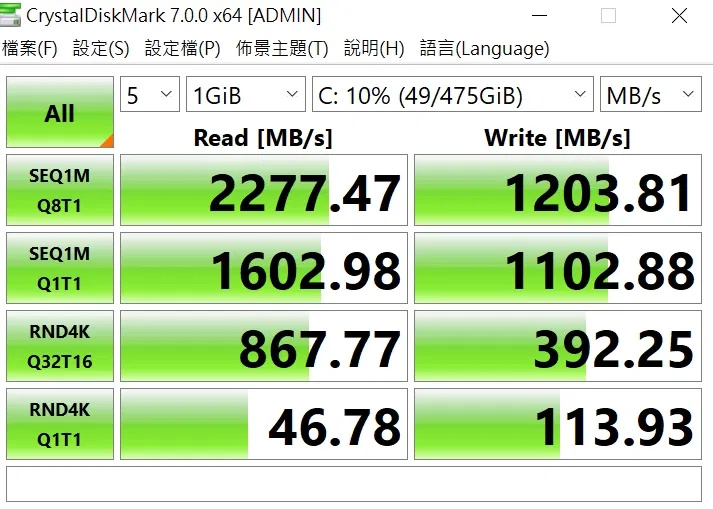 CrystalDiskMark 7.0.0 x64 [ADMIN]
檔案(F) 設定(S) 設定檔(P) 佈景主題(T) 說明(H) 語言(Language)
All 5 1GiB C: 10% (49/475GiB) MB/s
Read [MB/s] Write [MB/s]
SEQ1M
Q8T1 2277.47 1203.81
SEQ1M
Q1T1 1602.98 1102.88
RND4K
Q32T16 867.77 392.25
RND4K
Q1T1 46.78 113.93